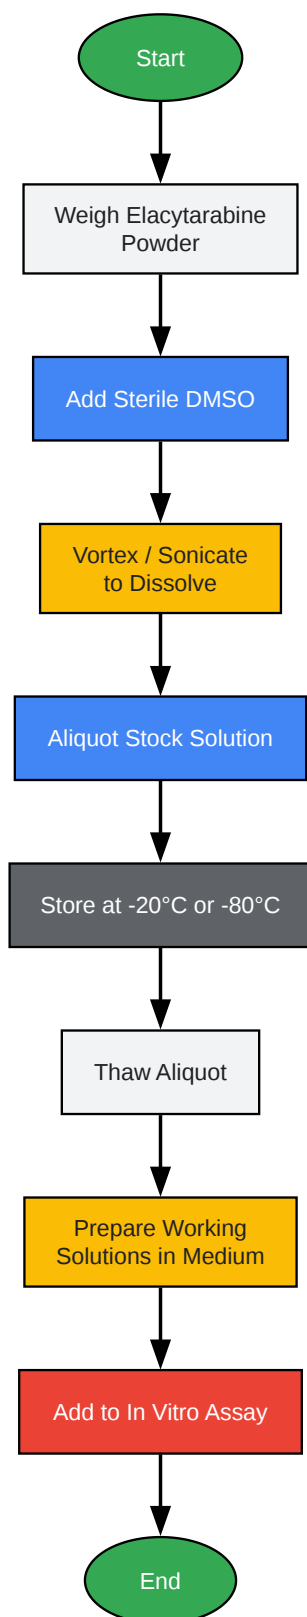 Start
Weigh Elacytarabine
Powder
Add Sterile DMSO
Vortex / Sonicate
to Dissolve
Aliquot Stock Solution
Store at -20°C or -80°C
Thaw Aliquot
Prepare Working
Solutions in Medium
Add to In Vitro Assay
End